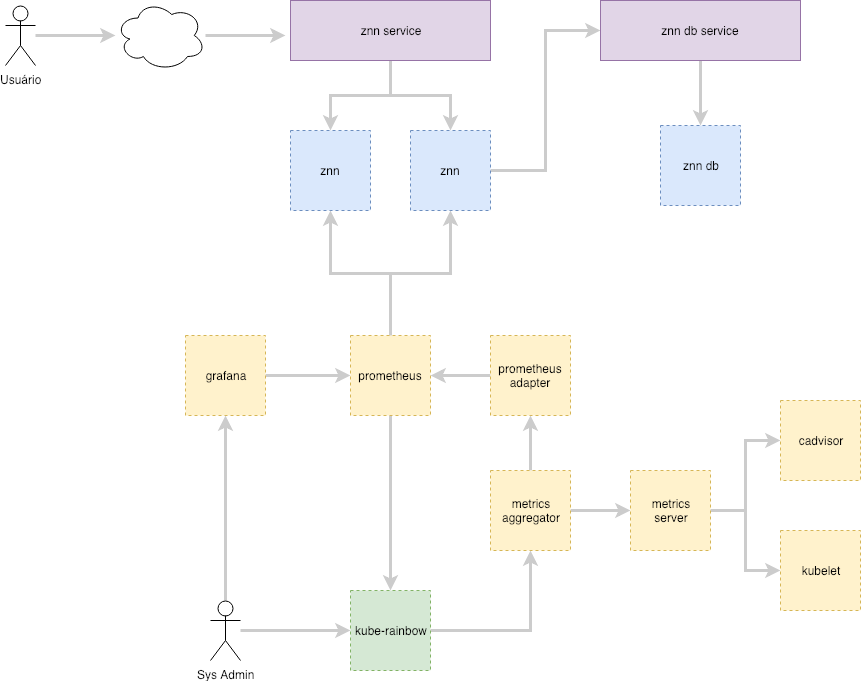 znn service
znn db service
Usuário
znn
znn
znn db
grafana
prometheus
prometheus
adapter
cadvisor
metrics
aggregator
metrics
server
kubelet
kube-rainbow
Sys Admin